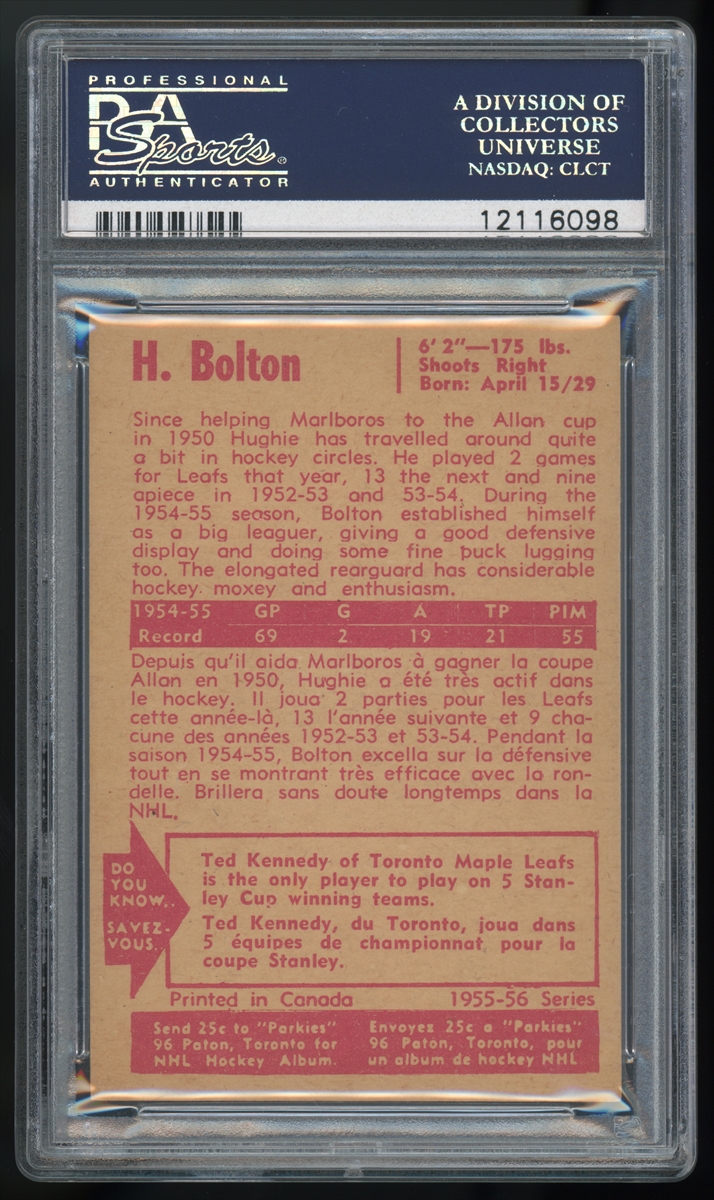 PROFESSIONAL
PSA
Sports®
AUTHENTICATOR
A DIVISION OF
COLLECTORS
UNIVERSE
NASDAQ: CLCT
12116098
H. Bolton
6' 2"—175 lbs.
Shoots Right
Born: April 15/29
Since helping Marlboros to the Allan cup
in 1950 Hughie has travelled around quite
a bit in hockey circles. He played 2 games
for Leafs that year, 13 the next and nine
apiece in 1952-53 and 53-54. During the
1954-55 season, Bolton established himself
as a big leaguer, giving a good defensive
display and doing some fine puck lugging
too. The elongated rearguard has considerable
hockey moxey and enthusiasm.
1954-55 GP G A TP PIM
Record 69 2 19 21 55
Depuis qu'il aida Marlboros à gagner la coupe
Allan en 1950, Hughie a été très actif dans
le hockey. Il joua 2 parties pour les Leafs
cette année-là, 13 l'année suivante et 9 cha-
cune des années 1952-53 et 53-54. Pendant la
saison 1954-55, Bolton excella sur la défensive
tout en se montrant très efficace avec la ron-
delle. Brillera sans doute longtemps dans la
NHL.
DO
YOU
KNOW..
SAVEZ-
VOUS..
Ted Kennedy of Toronto Maple Leafs
is the only player to play on 5 Stan-
ley Cup winning teams.
Ted Kennedy, du Toronto, joua dans
5 équipes de championnat pour la
coupe Stanley.
Printed in Canada 1955-56 Series
Send 25c to "Parkies"
96 Paton, Toronto for
NHL Hockey Album.
Envoyez 25c a "Parkies"
96 Paton, Toronto, pour
un album de hockey NHL